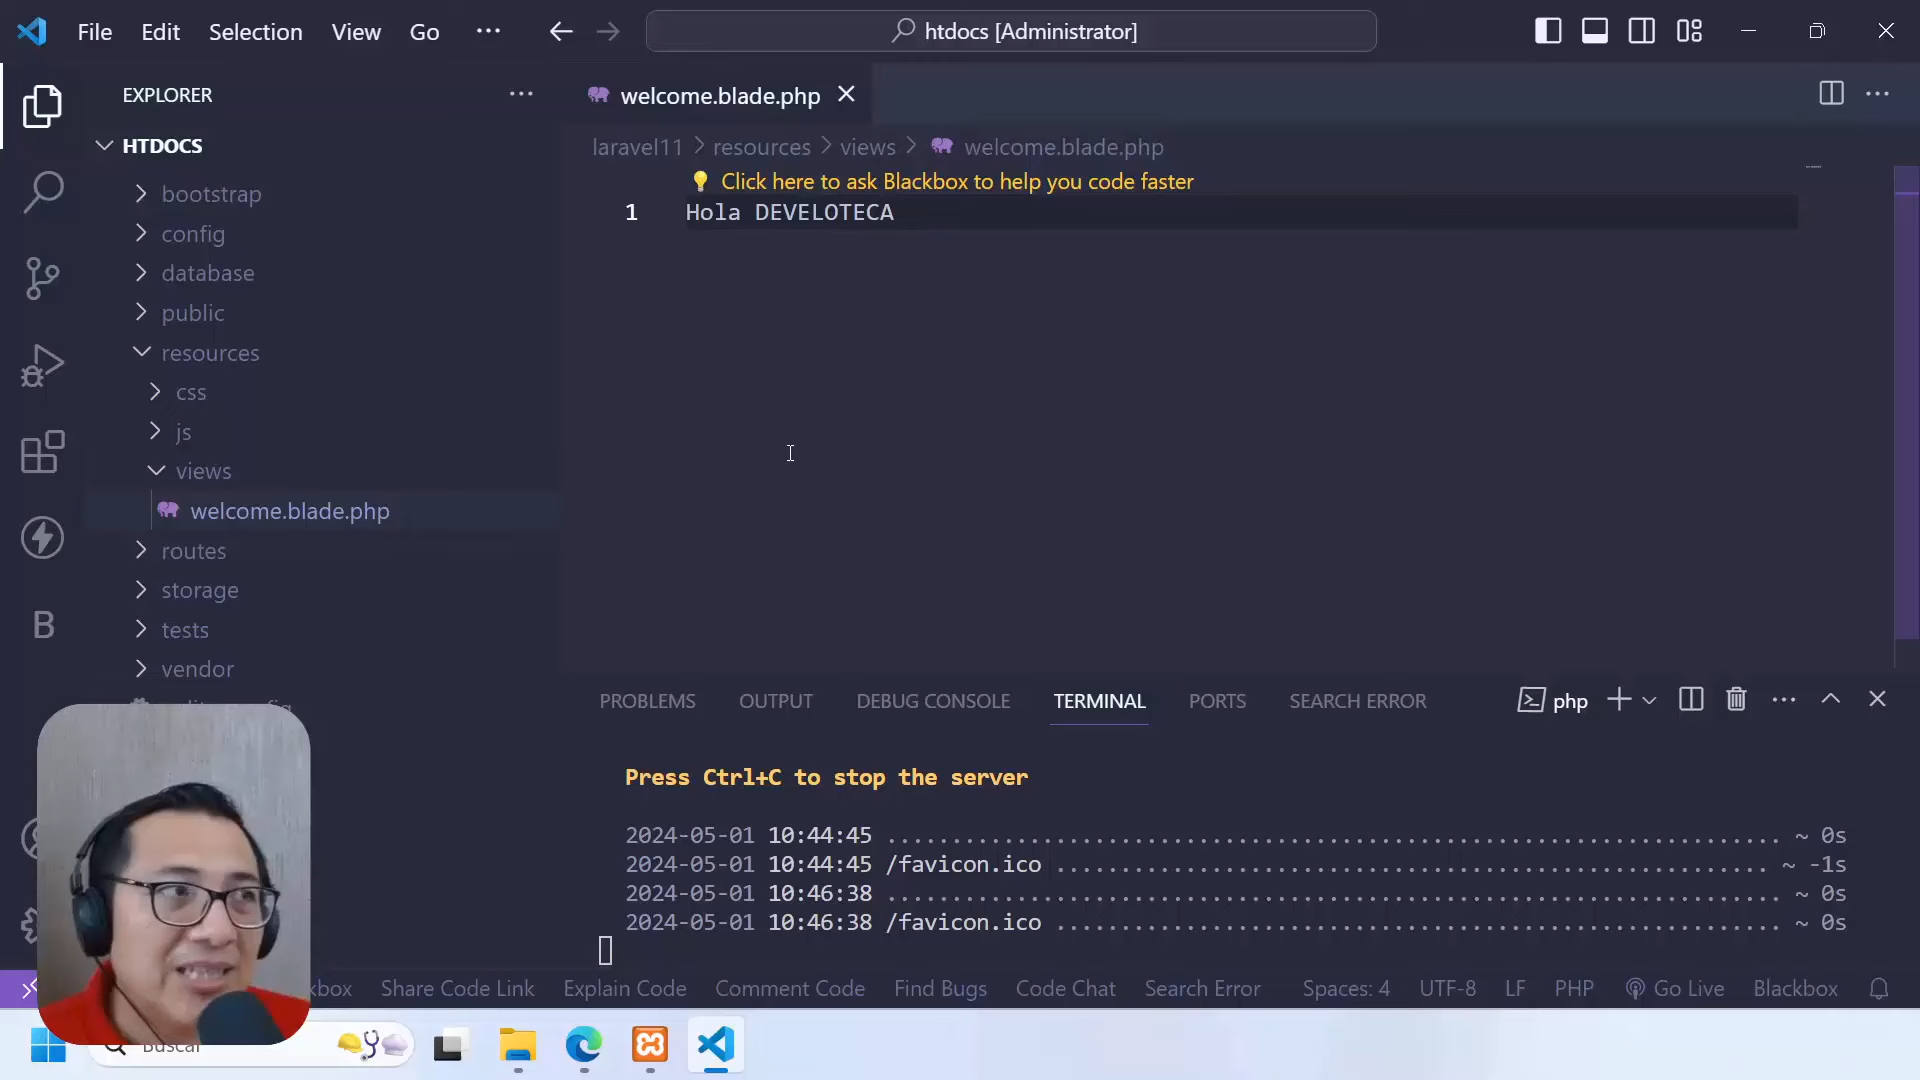 File Edit Selection View Go ··· htdocs [Administrator]
EXPLORER ···
welcome.blade.php
HTDOCS
laravel11 > resources > views > welcome.blade.php
Click here to ask Blackbox to help you code faster
1 Hola DEVELOTECA
bootstrap
config
database
public
resources
css
js
views
welcome.blade.php
routes
storage
tests
vendor
PROBLEMS OUTPUT DEBUG CONSOLE TERMINAL PORTS SEARCH ERROR php
Press Ctrl+C to stop the server
2024-05-01 10:44:45 ........................................ ~ 0s
2024-05-01 10:44:45 /favicon.ico ........................................ ~ -1s
2024-05-01 10:46:38 ........................................ ~ 0s
2024-05-01 10:46:38 /favicon.ico ........................................ ~ 0s
Share Code Link Explain Code Comment Code Find Bugs Code Chat Search Error Spaces: 4 UTF-8 LF PHP Go Live Blackbox
Buscar